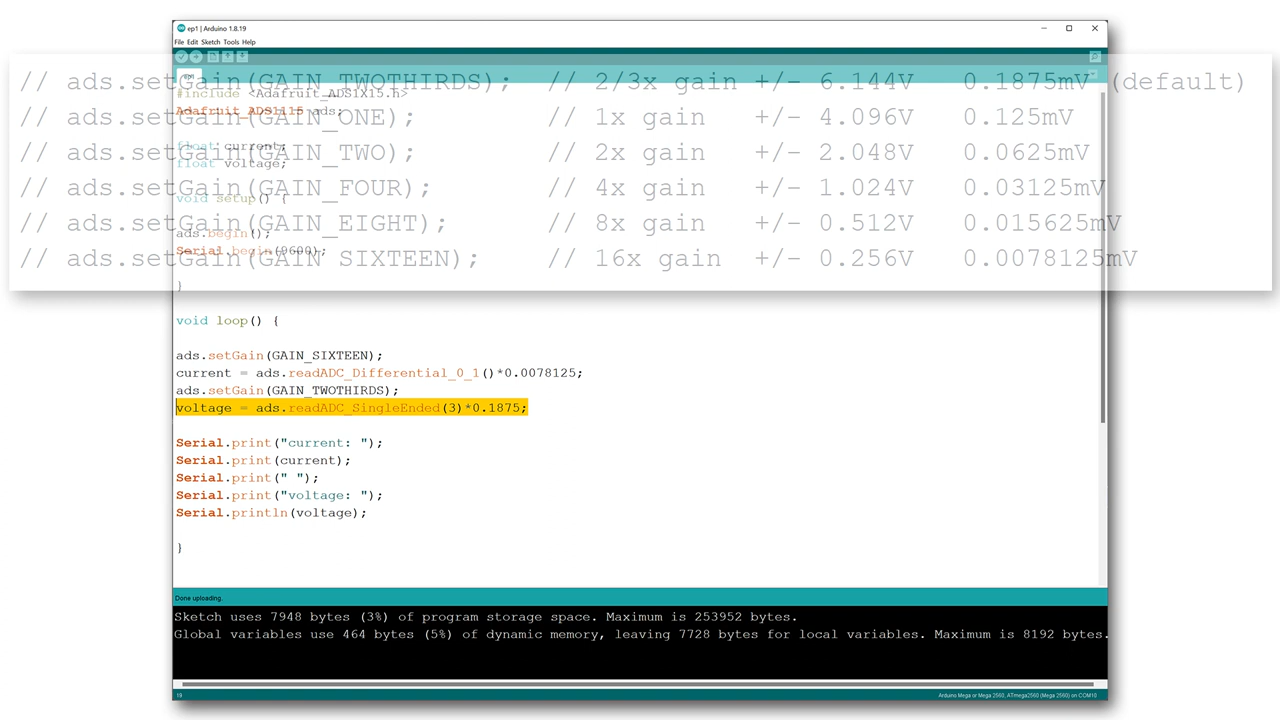 ep1 | Arduino 1.8.19
File Edit Sketch Tools Help
// ads.setGain(GAIN_TWOTHIRDS); // 2/3x gain +/- 6.144V 0.1875mV (default)
// ads.setGain(GAIN_ONE); // 1x gain +/- 4.096V 0.125mV
// ads.setGain(GAIN_TWO); // 2x gain +/- 2.048V 0.0625mV
// ads.setGain(GAIN_FOUR); // 4x gain +/- 1.024V 0.03125mV
// ads.setGain(GAIN_EIGHT); // 8x gain +/- 0.512V 0.015625mV
// ads.setGain(GAIN_SIXTEEN); // 16x gain +/- 0.256V 0.0078125mV
ep1
#include <Adafruit_ADS1X15.h>
Adafruit_ADS1115 ads;
float current;
float voltage;
void setup() {
ads.begin();
Serial.begin(9600);
}
void loop() {
ads.setGain(GAIN_SIXTEEN);
current = ads.readADC_Differential_0_1()*0.0078125;
ads.setGain(GAIN_TWOTHIRDS);
voltage = ads.readADC_SingleEnded(3)*0.1875;
Serial.print("current: ");
Serial.print(current);
Serial.print(" ");
Serial.print("voltage: ");
Serial.println(voltage);
}
Done uploading.
Sketch uses 7948 bytes (3%) of program storage space. Maximum is 253952 bytes.
Global variables use 464 bytes (5%) of dynamic memory, leaving 7728 bytes for local variables. Maximum is 8192 bytes.
19 Arduino Mega or Mega 2560, ATmega2560 (Mega 2560) on COM10